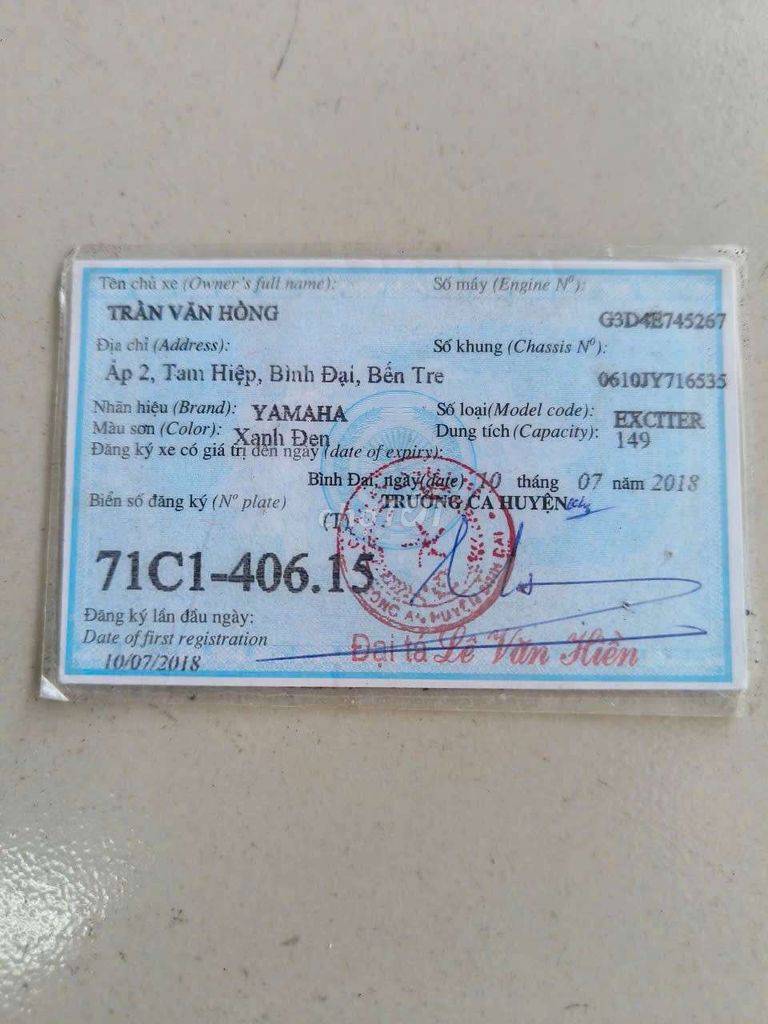 Tên chủ xe (Owner's full name): Số máy (Engine Nº):
TRẦN VĂN HỒNG G3D4E745267
Địa chỉ (Address): Số khung (Chassis Nº):
Ấp 2, Tam Hiệp, Bình Đại, Bến Tre 0610JY716535
Nhãn hiệu (Brand): YAMAHA Số loại (Model code): EXCITER
Màu sơn (Color): Xanh Đen Dung tích (Capacity): 149
Đăng ký xe có giá trị đến ngày (date of expiry):
Bình Đại, ngày (date) 10 tháng 07 năm 2018
Biển số đăng ký (Nº plate) TRƯỞNG CA HUYỆN
(T)
71C1-406.15
Đăng ký lần đầu ngày:
Date of first registration
10/07/2018
Đại tá Lê Văn Hiền